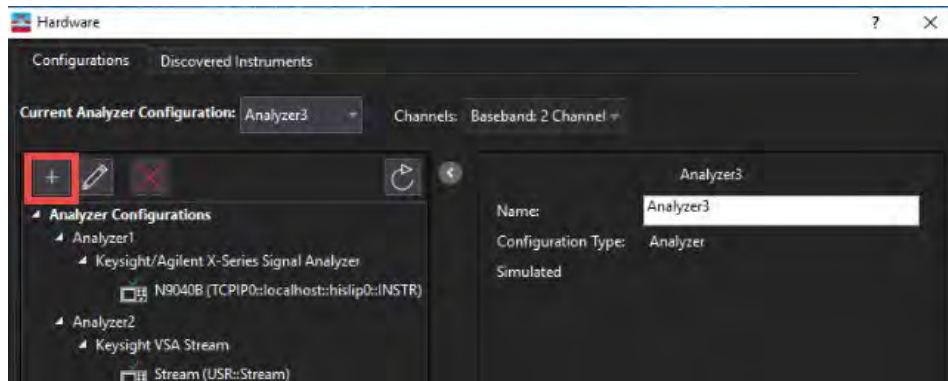 Hardware
?
Configurations Discovered Instruments
Current Analyzer Configuration: Analyzer3 Channels: Baseband: 2 Channel
Analyzer3
Analyzer Configurations
Name: Analyzer3
Analyzer1
Configuration Type: Analyzer
Keysight/Agilent X-Series Signal Analyzer
Simulated
N9040B (TCPIP0::localhost::hislip0::INSTR)
Analyzer2
Keysight VSA Stream
Stream (USR::Stream)